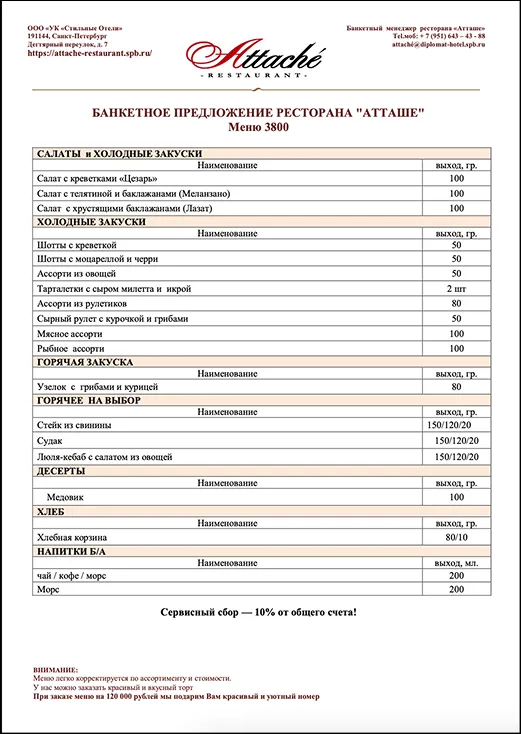 ООО «УК «Стильные Отели»
191144, Санкт-Петербург
Дегтярный переулок, д. 7
https://attache-restaurant.spb.ru/
Attaché
- RESTAURANT -
Банкетный менеджер ресторана «Атташе»
Тел.моб: + 7 (951) 643 – 43 - 88
attaché@diplomat-hotel.spb.ru
БАНКЕТНОЕ ПРЕДЛОЖЕНИЕ РЕСТОРАНА "АТТАШЕ"
Меню 3800
САЛАТЫ и ХОЛОДНЫЕ ЗАКУСКИ
Наименование выход, гр.
Салат с креветками «Цезарь» 100
Салат с телятиной и баклажанами (Меланзано) 100
Салат с хрустящими баклажанами (Лазат) 100
ХОЛОДНЫЕ ЗАКУСКИ
Наименование выход, гр.
Шотты с креветкой 50
Шотты с моцареллой и черри 50
Ассорти из овощей 50
Тарталетки с сыром милетта и икрой 2 шт
Ассорти из рулетиков 80
Сырный рулет с курочкой и грибами 50
Мясное ассорти 100
Рыбное ассорти 100
ГОРЯЧАЯ ЗАКУСКА
Наименование выход, гр.
Узелок с грибами и курицей 80
ГОРЯЧЕЕ НА ВЫБОР
Наименование выход, гр.
Стейк из свинины 150/120/20
Судак 150/120/20
Люля-кебаб с салатом из овощей 150/120/20
ДЕСЕРТЫ
Наименование выход, гр.
Медовик 100
ХЛЕБ
Наименование выход, гр.
Хлебная корзина 80/10
НАПИТКИ Б/А
Наименование выход, мл.
чай / кофе / морс 200
Морс 200
Сервисный сбор — 10% от общего счета!
ВНИМАНИЕ:
Меню легко корректируется по ассортименту и стоимости.
У нас можно заказать красивый и вкусный торт
При заказе меню на 120 000 рублей мы подарим Вам красивый и уютный номер